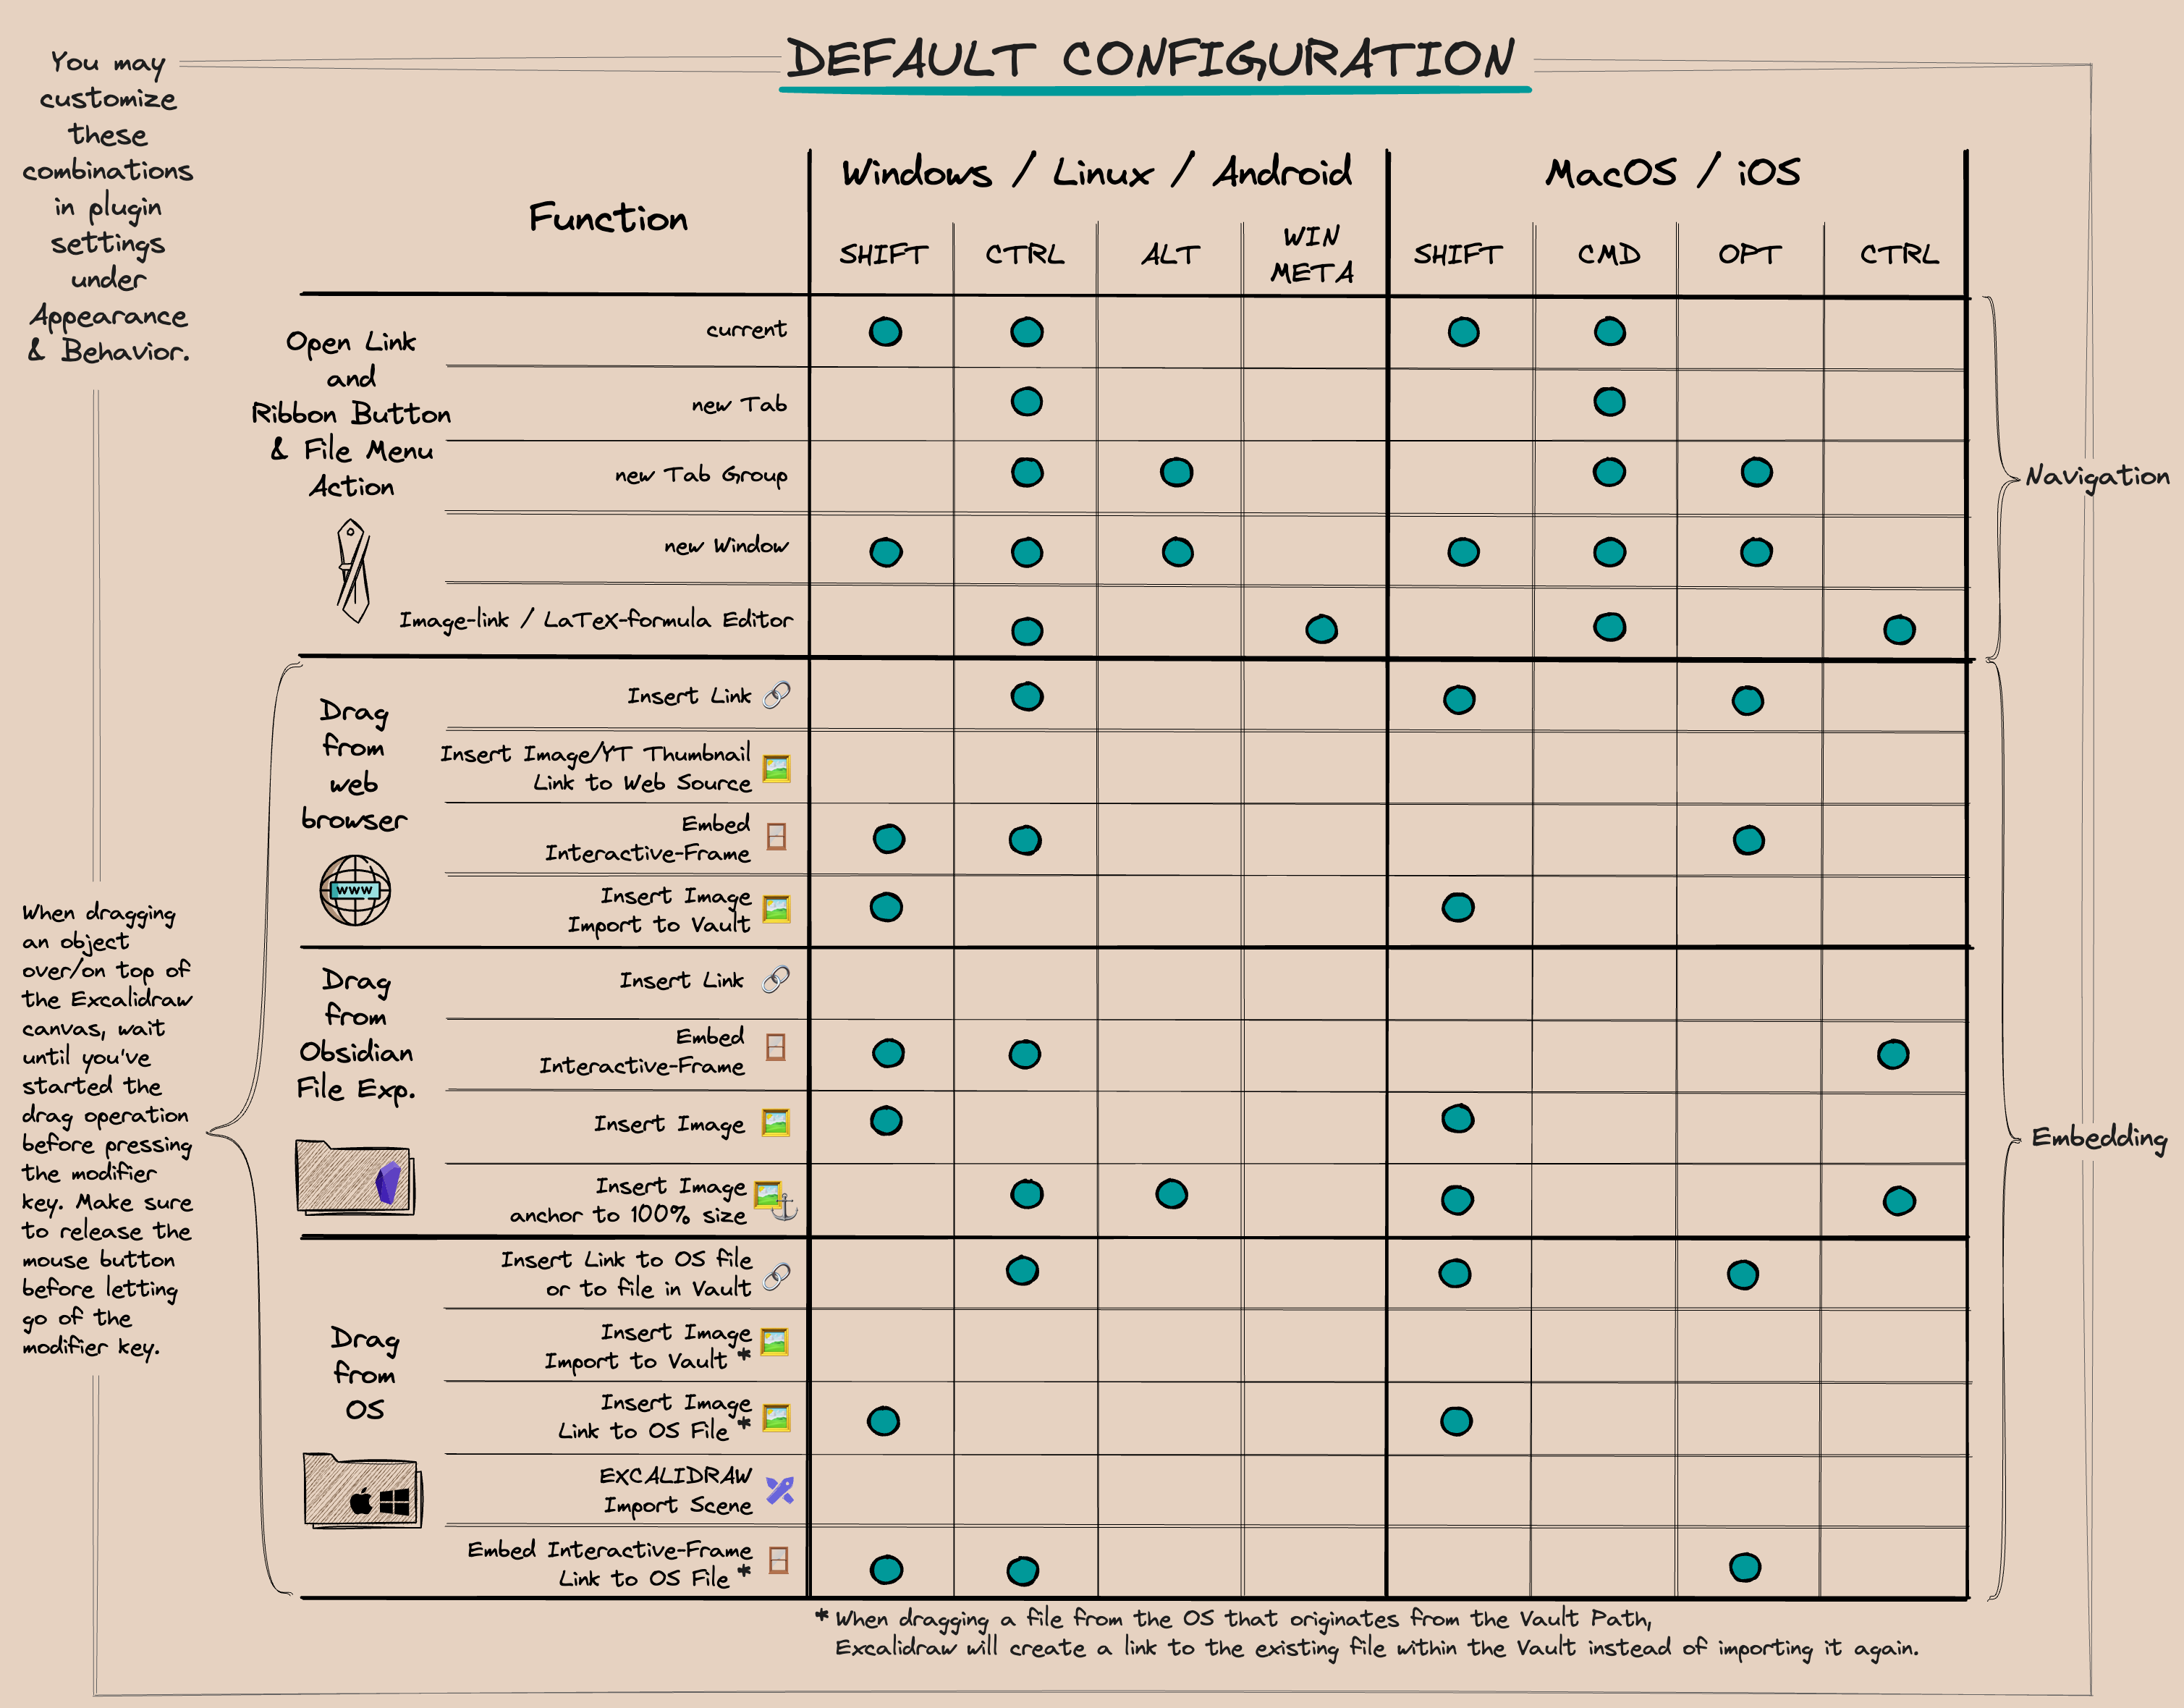 DEFAULT CONFIGURATION
You may
customize
these
combinations
in plugin
settings
under
Appearance
& Behavior.
Function
Windows / Linux / Android
MacOS / iOS
SHIFT
CTRL
ALT
WIN
META
SHIFT
CMD
OPT
CTRL
Open Link
and
Ribbon Button
& File Menu
Action
current
new Tab
new Tab Group
new Window
Image-link / LaTeX-formula Editor
Navigation
Drag
from
web
browser
www
Insert Link
Insert Image/YT Thumbnail
Link to Web Source
Embed
Interactive-Frame
Insert Image
Import to Vault
When dragging
an object
over/on top of
the Excalidraw
canvas, wait
until you've
started the
drag operation
before pressing
the modifier
key. Make sure
to release the
mouse button
before letting
go of the
modifier key.
Drag
from
Obsidian
File Exp.
Insert Link
Embed
Interactive-Frame
Insert Image
Insert Image
anchor to 100% size
Embedding
Drag
from
OS
Insert Link to OS file
or to file in Vault
Insert Image
Import to Vault *
Insert Image
Link to OS File *
EXCALIDRAW
Import Scene
Embed Interactive-Frame
Link to OS File *
* When dragging a file from the OS that originates from the Vault Path,
Excalidraw will create a link to the existing file within the Vault instead of importing it again.